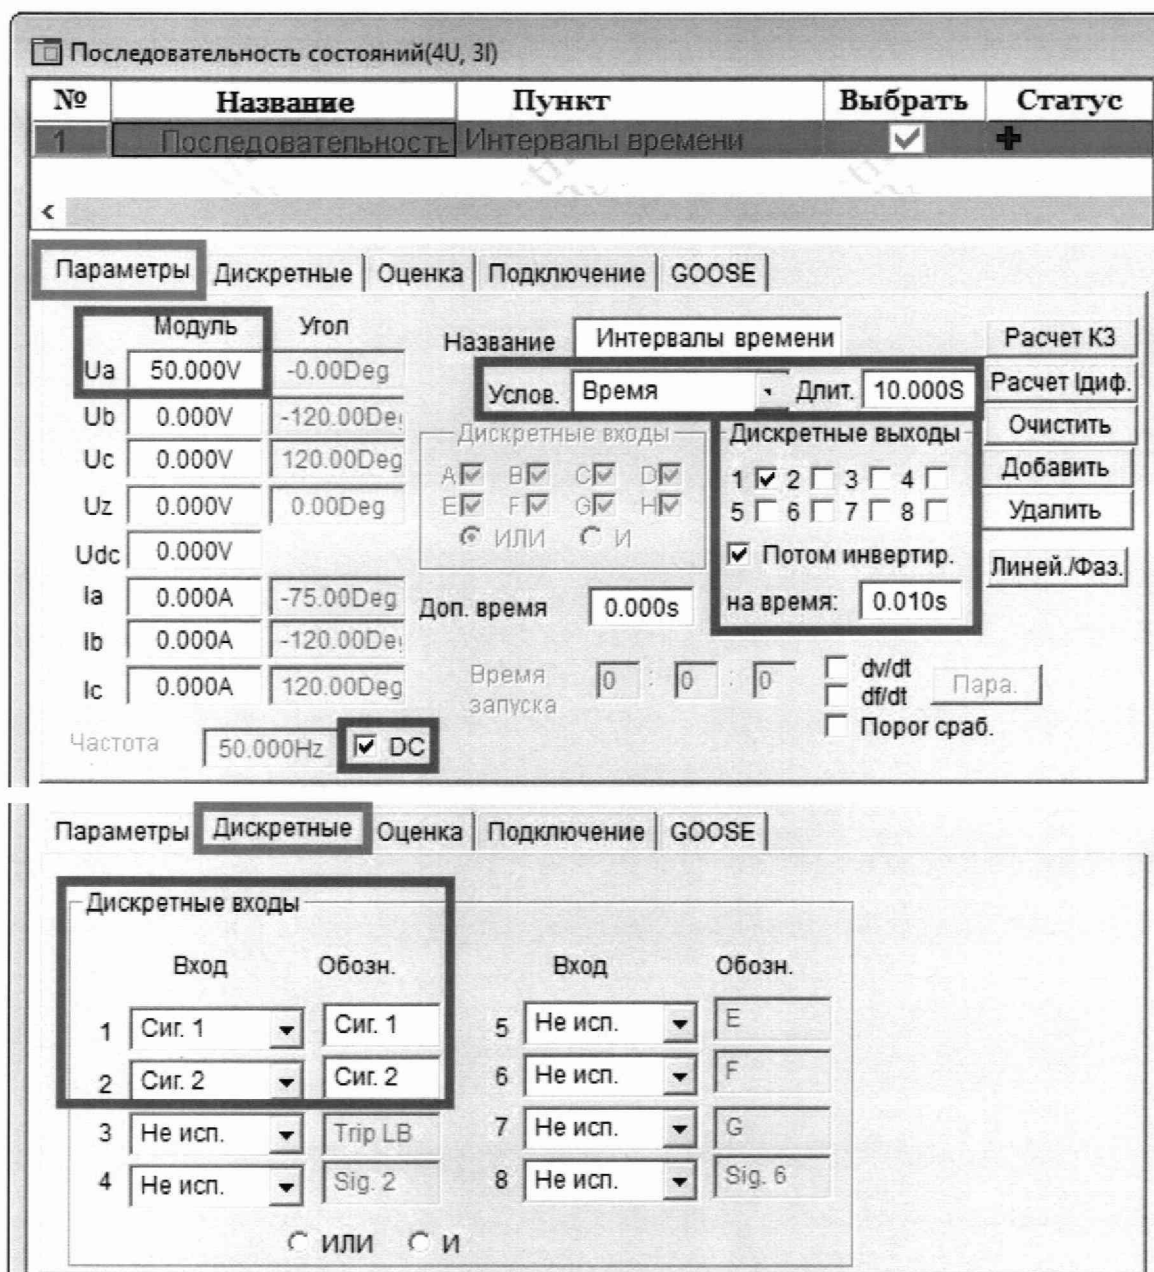 Последовательность состояний(4U, 3I)
№ Название Пункт Выбрать Статус
1 Последовательность Интервалы времени
Параметры Дискретные Оценка Подключение GOOSE
Модуль Угол
Название Интервалы времени Расчет КЗ
Ua 50.000V -0.00Deg
Услов. Время Длит. 10.000S Расчет Iдиф.
Ub 0.000V -120.00De
Дискретные входы Дискретные выходы Очистить
Uc 0.000V 120.00Deg
A B C D 1 2 3 4 Добавить
Uz 0.000V 0.00Deg
E F G H 5 6 7 8 Удалить
ИЛИ И
Udc 0.000V
Потом инвертир. Линей./Фаз.
Ia 0.000A -75.00Deg
Доп. время 0.000s на время: 0.010s
Ib 0.000A -120.00De
Ic 0.000A 120.00Deg
Время запуска 0 : 0 : 0
dv/dt
df/dt Пара.
Порог сраб.
Частота 50.000Hz DC
Параметры Дискретные Оценка Подключение GOOSE
Дискретные входы
Вход Обозн. Вход Обозн.
1 Сиг. 1 Сиг. 1 5 Не исп. E
2 Сиг. 2 Сиг. 2 6 Не исп. F
3 Не исп. Trip LB 7 Не исп. G
4 Не исп. Sig. 2 8 Не исп. Sig. 6
ИЛИ И